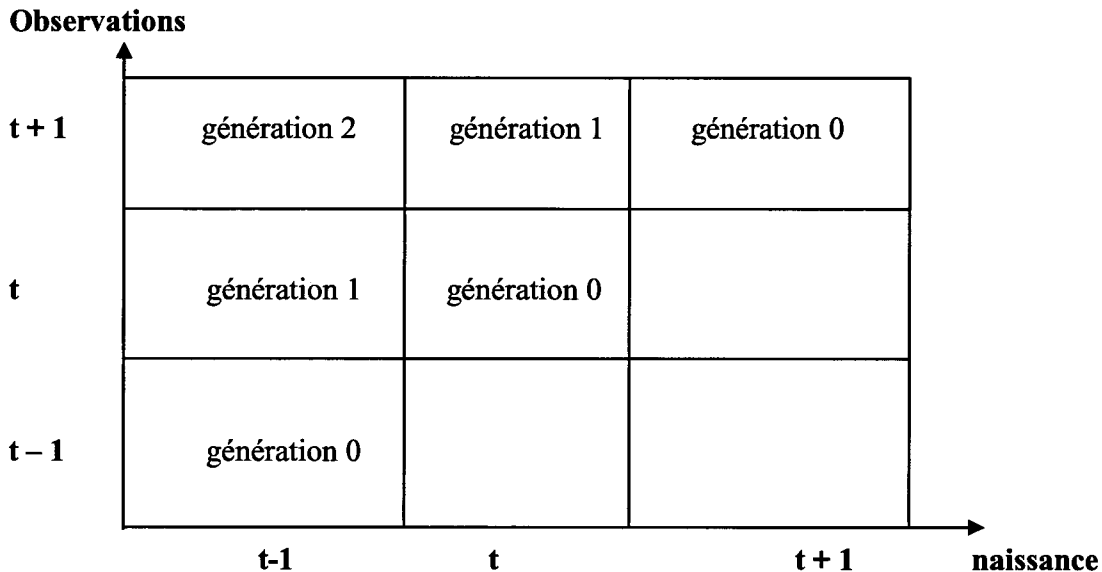 Observations
t + 1 génération 2 génération 1 génération 0
t génération 1 génération 0
t – 1 génération 0
t-1 t t + 1 naissance